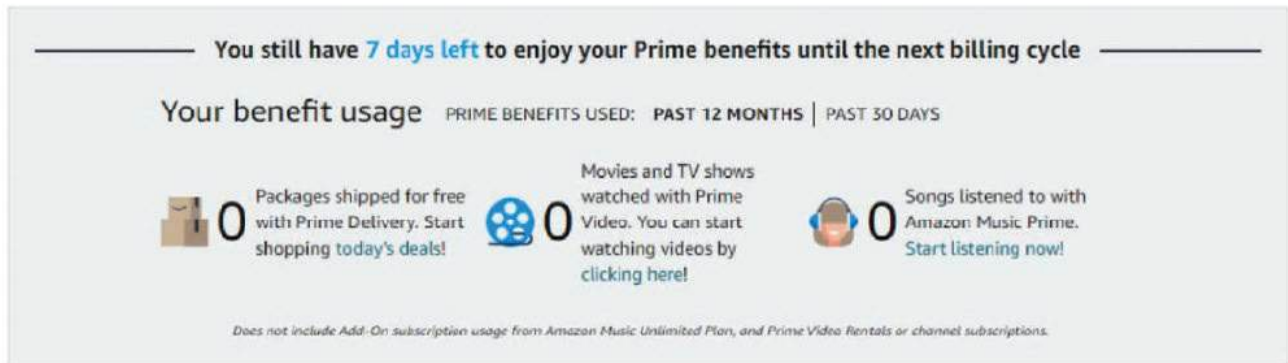 You still have 7 days left to enjoy your Prime benefits until the next billing cycle
Your benefit usage PRIME BENEFITS USED: PAST 12 MONTHS | PAST 30 DAYS
0
Packages shipped for free
with Prime Delivery. Start
shopping today's deals!
0
Movies and TV shows
watched with Prime
Video. You can start
watching videos by
clicking here!
0
Songs listened to with
Amazon Music Prime.
Start listening now!
Does not include Add-On subscription usage from Amazon Music Unlimited Plan, and Prime Video Rentals or channel subscriptions.